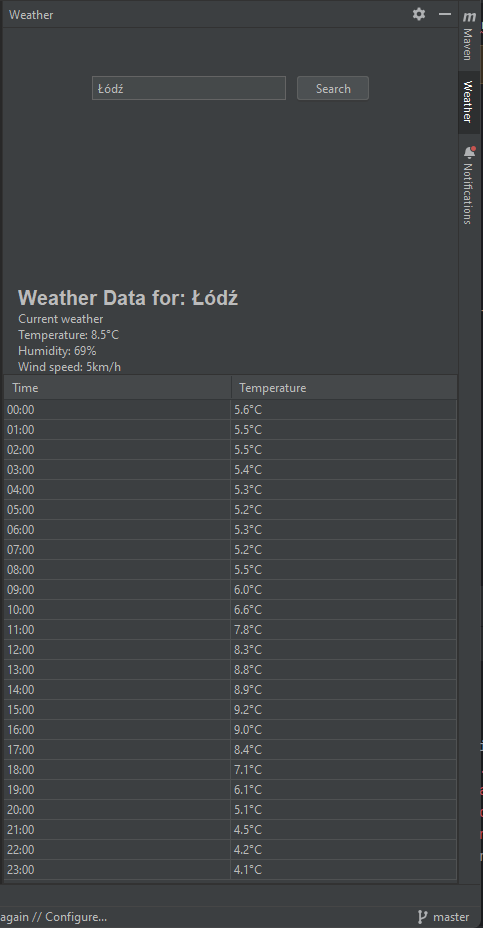 Weather
Łódź Search
Weather Data for: Łódź
Current weather
Temperature: 8.5°C
Humidity: 69%
Wind speed: 5km/h
Time Temperature
00:00 5.6°C
01:00 5.5°C
02:00 5.5°C
03:00 5.4°C
04:00 5.3°C
05:00 5.2°C
06:00 5.3°C
07:00 5.2°C
08:00 5.5°C
09:00 6.0°C
10:00 6.6°C
11:00 7.8°C
12:00 8.3°C
13:00 8.8°C
14:00 8.9°C
15:00 9.2°C
16:00 9.0°C
17:00 8.4°C
18:00 7.1°C
19:00 6.1°C
20:00 5.1°C
21:00 4.5°C
22:00 4.2°C
23:00 4.1°C
m
Maven
Weather
Notifications
again // Configure... master